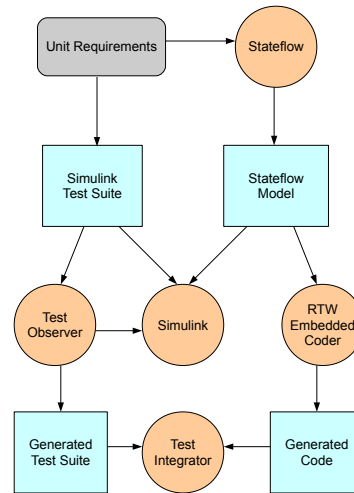 Unit Requirements
Stateflow
Simulink
Test Suite
Stateflow
Model
Test
Observer
Simulink
RTW
Embedded
Coder
Generated
Test Suite
Test
Integrator
Generated
Code